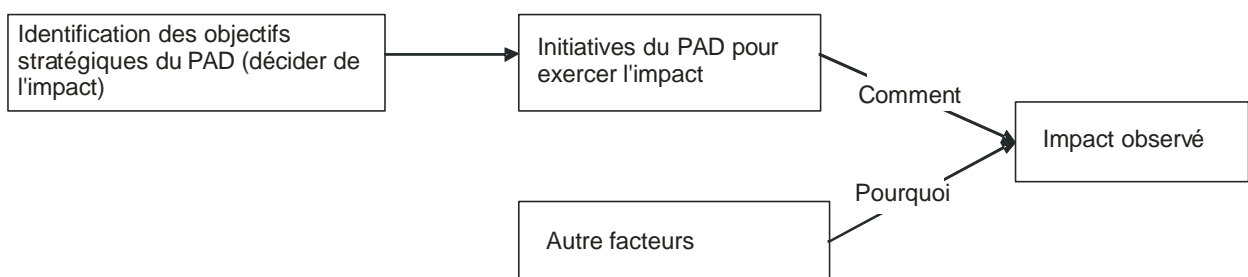 Identification des objectifs
stratégiques du PAD (décider de
l'impact)
Initiatives du PAD pour
exercer l'impact
Comment
Impact observé
Pourquoi
Autre facteurs